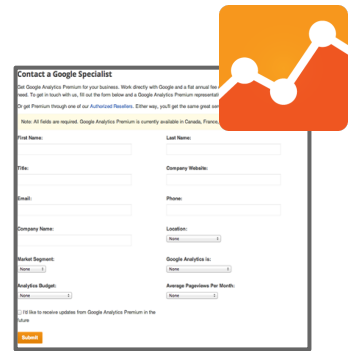 Contact a Google Specialist
Get Google Analytics Premium for your business. Work directly with Google and a flat annual fee
need. To get in touch with us, fill out the form below and a Google Analytics Premium representati
Or get Premium through one of our Authorized Resellers. Either way, you'll get the same great ser
Note: All fields are required. Google Analytics Premium is currently available in Canada, France,
First Name:
Last Name:
Title:
Company Website:
Email:
Phone:
Company Name:
Location:
None
Market Segment:
Google Analytics is:
None
None
Analytics Budget:
Average Pageviews Per Month:
None
None
I'd like to receive updates from Google Analytics Premium in the
future
Submit